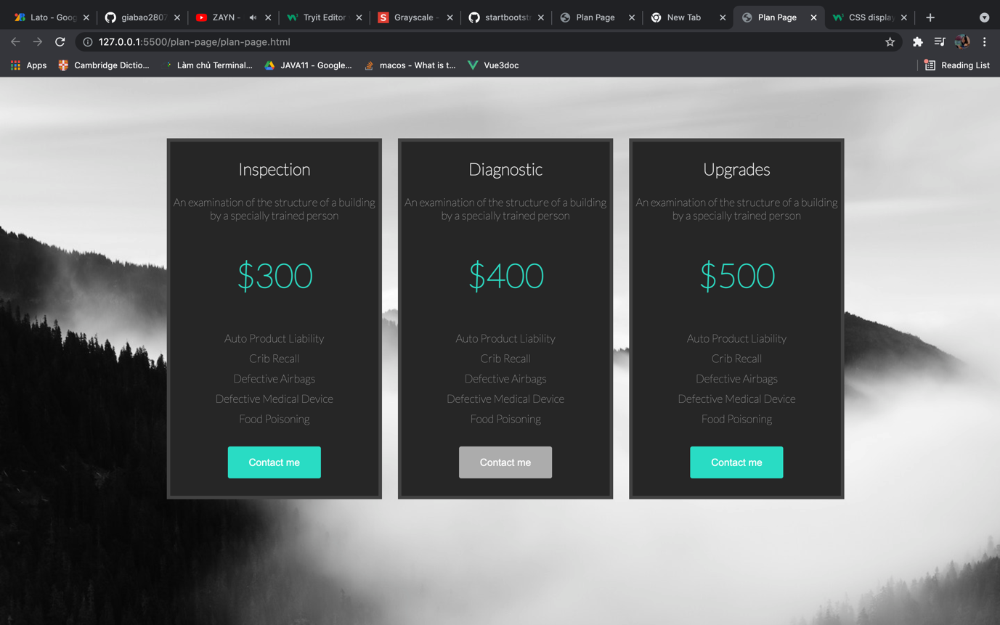 Lato - Goog
giabao2807
ZAYN -
Tryit Editor
Grayscale -
startbootstr
Plan Page
New Tab
Plan Page
CSS display
127.0.0.1:5500/plan-page/plan-page.html
Apps
Cambridge Dictio...
Làm chủ Terminal...
JAVA11 - Google...
macos - What is t...
Vue3doc
Reading List
Inspection
An examination of the structure of a building
by a specially trained person
$300
Auto Product Liability
Crib Recall
Defective Airbags
Defective Medical Device
Food Poisoning
Contact me
Diagnostic
An examination of the structure of a building
by a specially trained person
$400
Auto Product Liability
Crib Recall
Defective Airbags
Defective Medical Device
Food Poisoning
Contact me
Upgrades
An examination of the structure of a building
by a specially trained person
$500
Auto Product Liability
Crib Recall
Defective Airbags
Defective Medical Device
Food Poisoning
Contact me